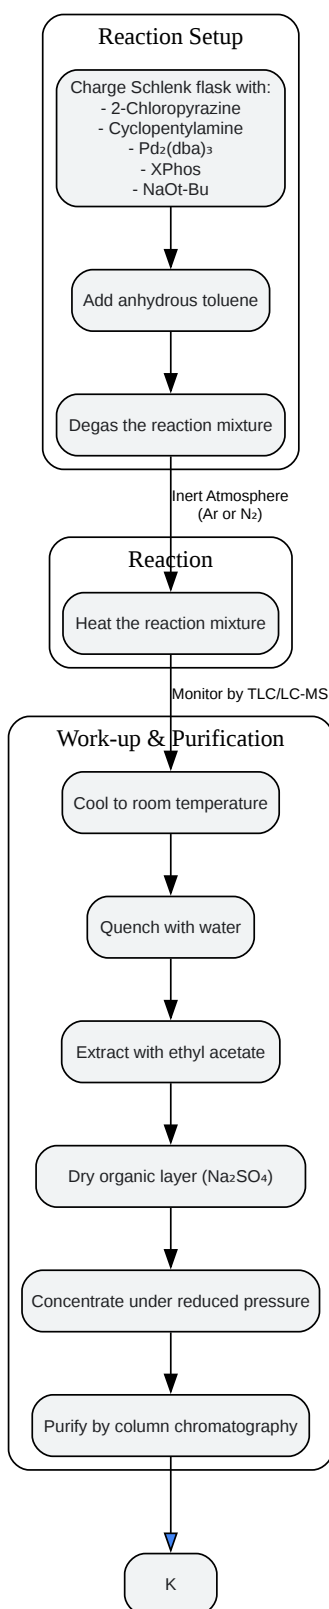 Reaction Setup
Charge Schlenk flask with:
- 2-Chloropyrazine
- Cyclopentylamine
- Pd₂(dba)₃
- XPhos
- NaOt-Bu
Add anhydrous toluene
Degas the reaction mixture
Inert Atmosphere
(Ar or N₂)
Reaction
Heat the reaction mixture
Monitor by TLC/LC-MS
Work-up & Purification
Cool to room temperature
Quench with water
Extract with ethyl acetate
Dry organic layer (Na₂SO₄)
Concentrate under reduced pressure
Purify by column chromatography
K